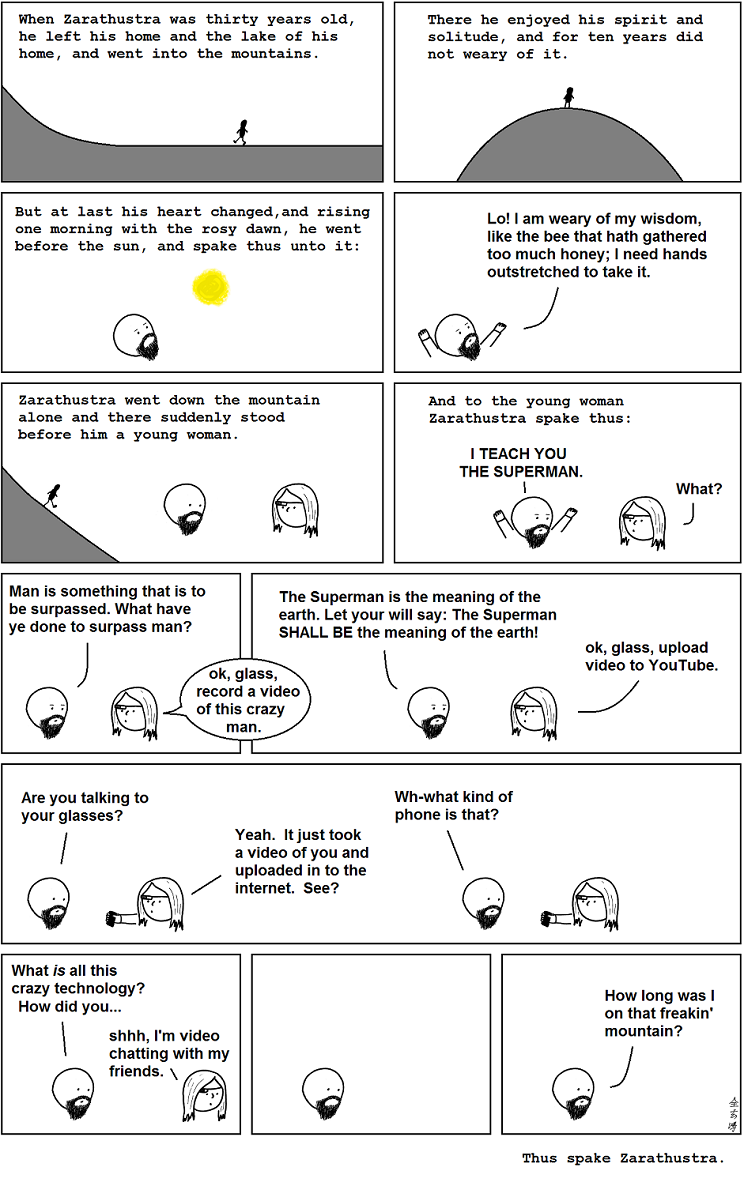 When Zarathustra was thirty years old,
he left his home and the lake of his
home, and went into the mountains.
There he enjoyed his spirit and
solitude, and for ten years did
not weary of it.
But at last his heart changed,and rising
one morning with the rosy dawn, he went
before the sun, and spake thus unto it:
Lo! I am weary of my wisdom,
like the bee that hath gathered
too much honey; I need hands
outstretched to take it.
Zarathustra went down the mountain
alone and there suddenly stood
before him a young woman.
And to the young woman
Zarathustra spake thus:
I TEACH YOU
THE SUPERMAN.
What?
Man is something that is to
be surpassed. What have
ye done to surpass man?
ok, glass,
record a video
of this crazy
man.
The Superman is the meaning of the
earth. Let your will say: The Superman
SHALL BE the meaning of the earth!
ok, glass, upload
video to YouTube.
Are you talking to
your glasses?
Yeah. It just took
a video of you and
uploaded in to the
internet. See?
Wh-what kind of
phone is that?
What is all this
crazy technology?
How did you...
shhh, I'm video
chatting with my
friends.
How long was I
on that freakin'
mountain?
Thus spake Zarathustra.